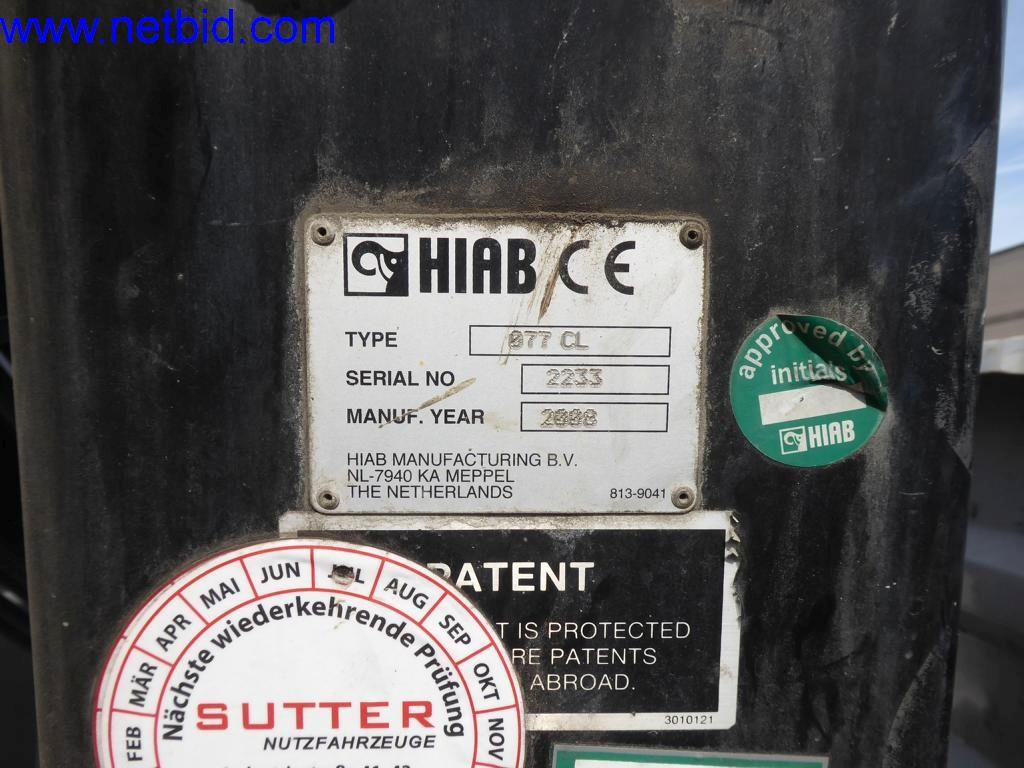 www.netbid.com
HIAB CE
TYPE 077 CL
SERIAL NO 2233
MANUF. YEAR 2008
HIAB MANUFACTURING B.V.
NL-7940 KA MEPPEL
THE NETHERLANDS 813-9041
approved by
initials
HIAB
PATENT
T IS PROTECTED
RE PATENTS
ABROAD.
3010121
FEB MÄR APR MAI JUN JUL AUG SEP OKT NOV
Nächste wiederkehrende Prüfung
SUTTER
NUTZFAHRZEUGE